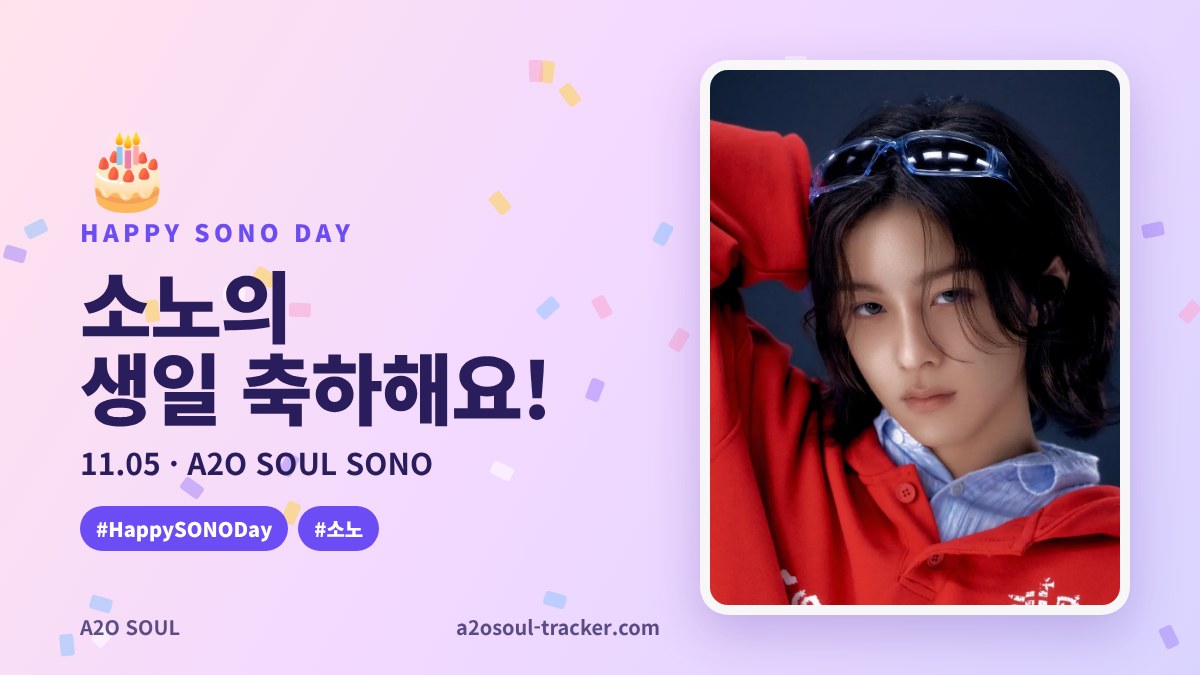 HAPPY SONO DAY
소노의
생일 축하해요!
11.05 · A2O SOUL SONO
#HappySONODay #소노
A2O SOUL a2osoul-tracker.com